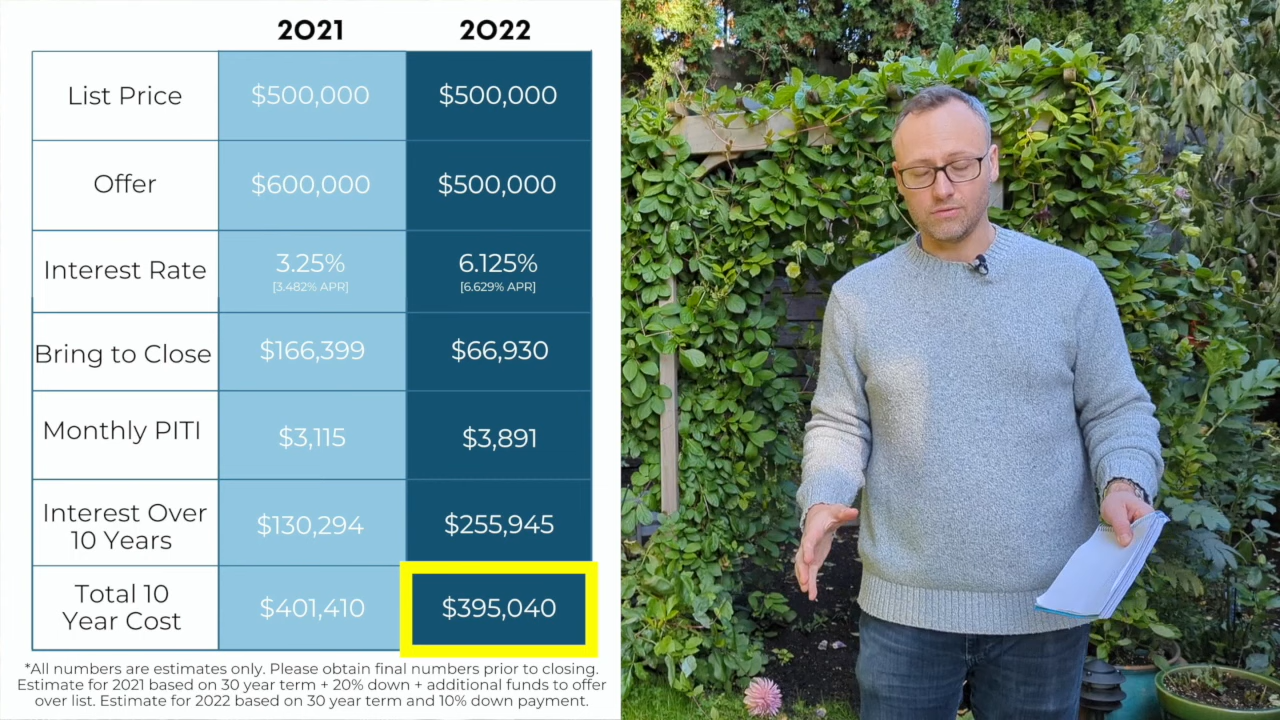 2021 2022
List Price $500,000 $500,000
Offer $600,000 $500,000
Interest Rate 3.25% 6.125%
[3.482% APR] [6.629% APR]
Bring to Close $166,399 $66,930
Monthly PITI $3,115 $3,891
Interest Over
10 Years $130,294 $255,945
Total 10
Year Cost $401,410 $395,040
*All numbers are estimates only. Please obtain final numbers prior to closing.
Estimate for 2021 based on 30 year term + 20% down + additional funds to offer
over list. Estimate for 2022 based on 30 year term and 10% down payment.